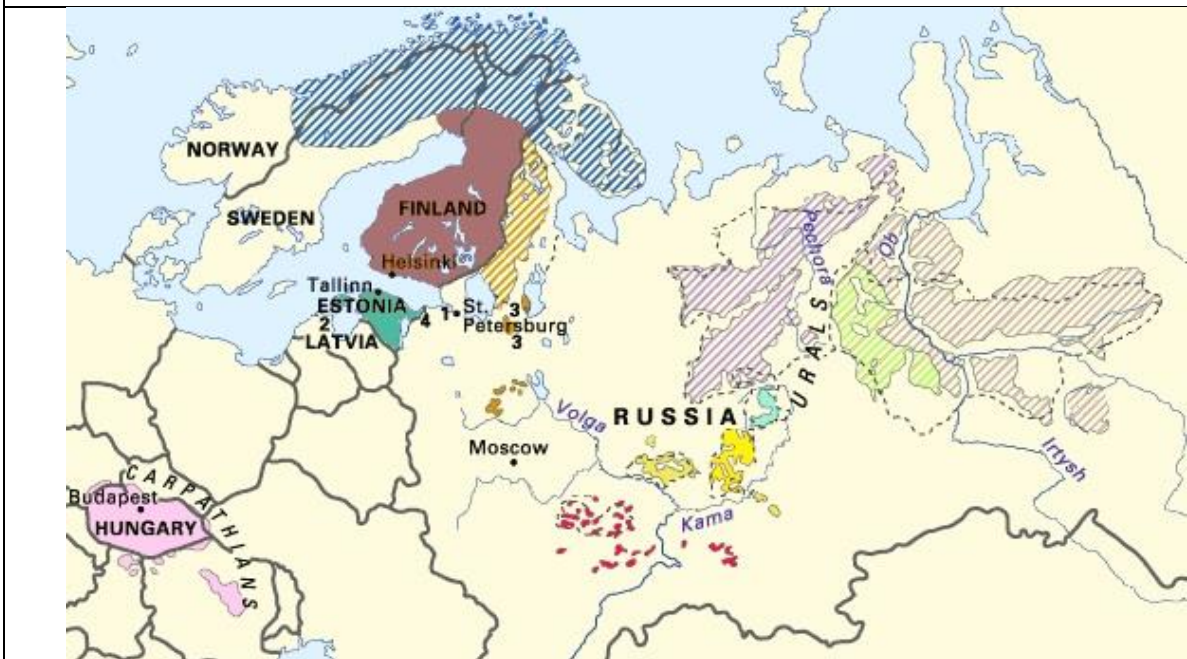 NORWAY
SWEDEN
FINLAND
Helsinki
Tallinn
ESTONIA
2
LATVIA
4
1
St.
Petersburg
3
3
Pechora
Ob
URALS
RUSSIA
Volga
Moscow
Kama
Irtysh
CARPATHIANS
Budapest
HUNGARY